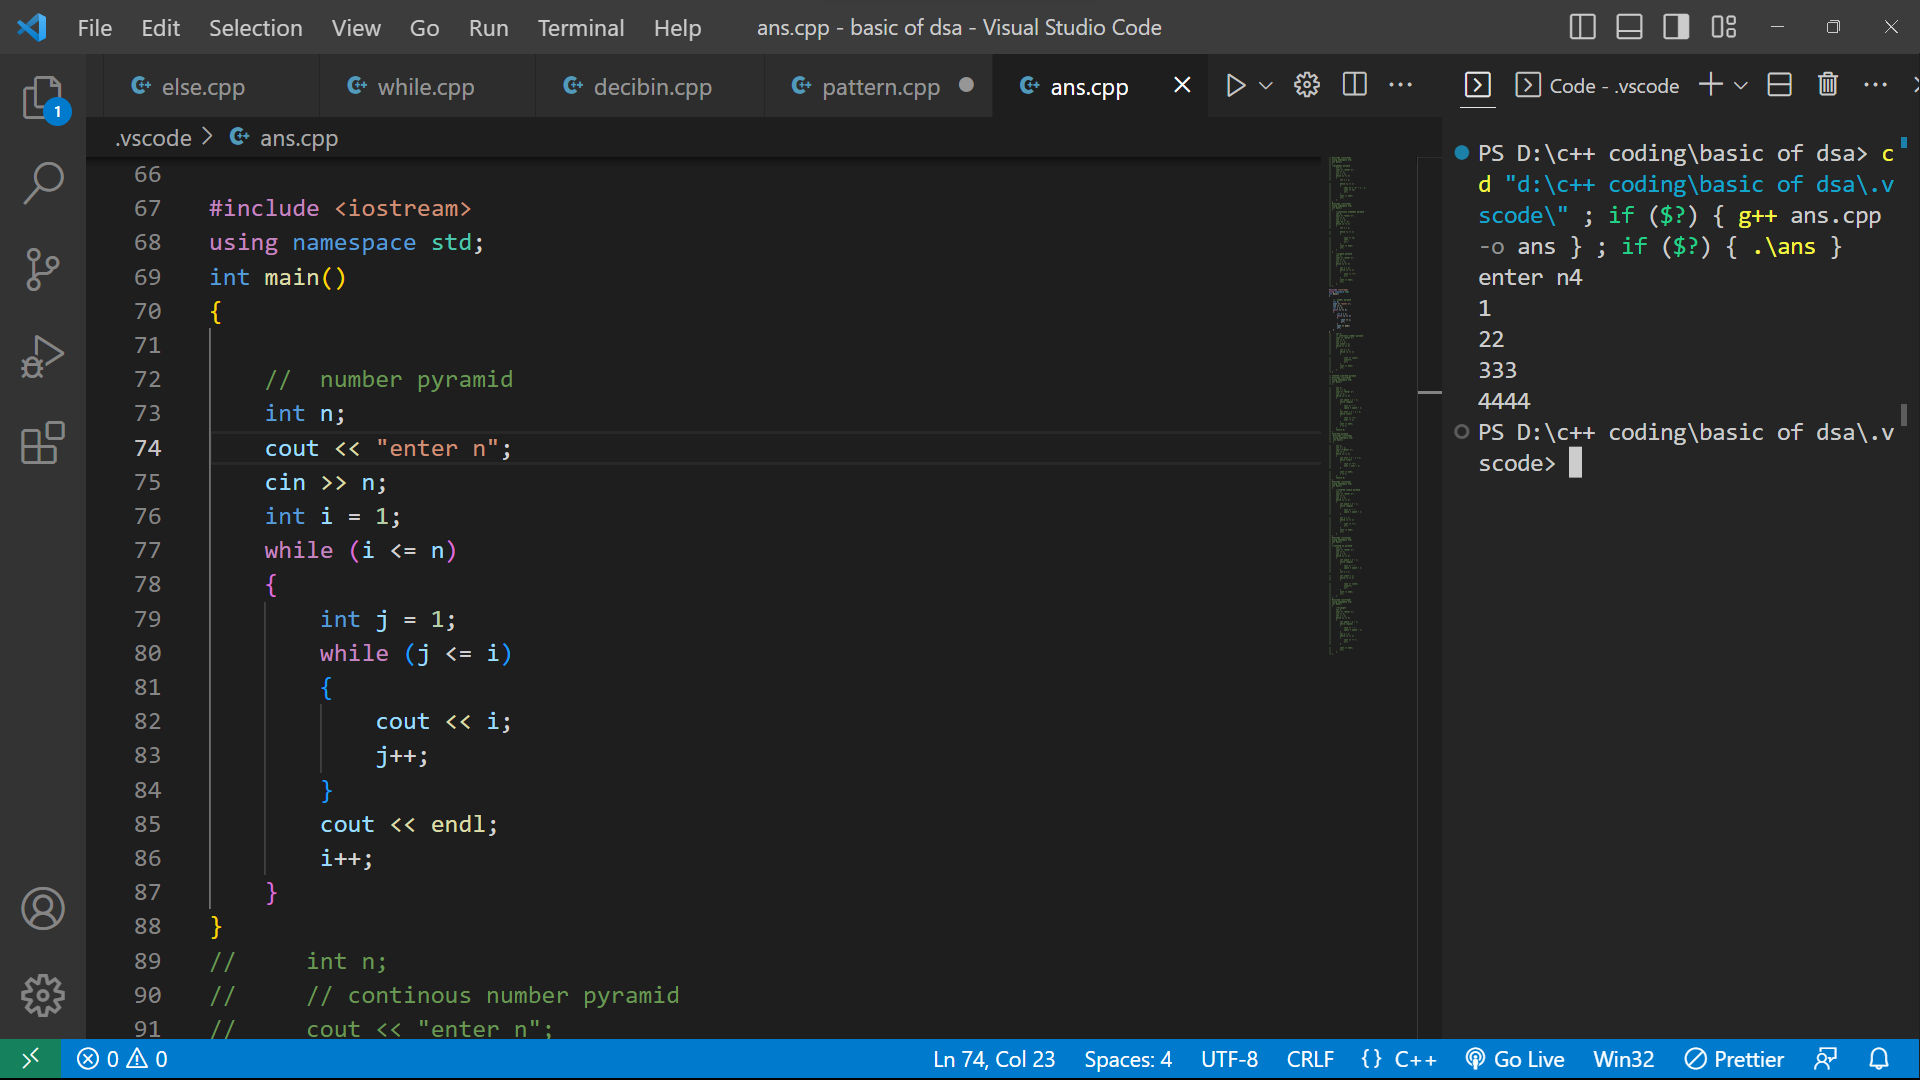 File Edit Selection View Go Run Terminal Help ans.cpp - basic of dsa - Visual Studio Code
else.cpp while.cpp decibin.cpp pattern.cpp ans.cpp
.vscode > ans.cpp
1
66
67 #include <iostream>
68 using namespace std;
69 int main()
70 {
71
72 //  number pyramid
73 int n;
74 cout << "enter n";
75 cin >> n;
76 int i = 1;
77 while (i <= n)
78 {
79 int j = 1;
80 while (j <= i)
81 {
82 cout << i;
83 j++;
84 }
85 cout << endl;
86 i++;
87 }
88 }
89 //     int n;
90 //     // continous number pyramid
91 //     cout << "enter n";
Code - .vscode
PS D:\c++ coding\basic of dsa> c
d "d:\c++ coding\basic of dsa\.v
scode\" ; if ($?) { g++ ans.cpp
-o ans } ; if ($?) { .\ans }
enter n4
1
22
333
4444
PS D:\c++ coding\basic of dsa\.v
scode>
0 0 Ln 74, Col 23 Spaces: 4 UTF-8 CRLF {} C++ Go Live Win32 Prettier